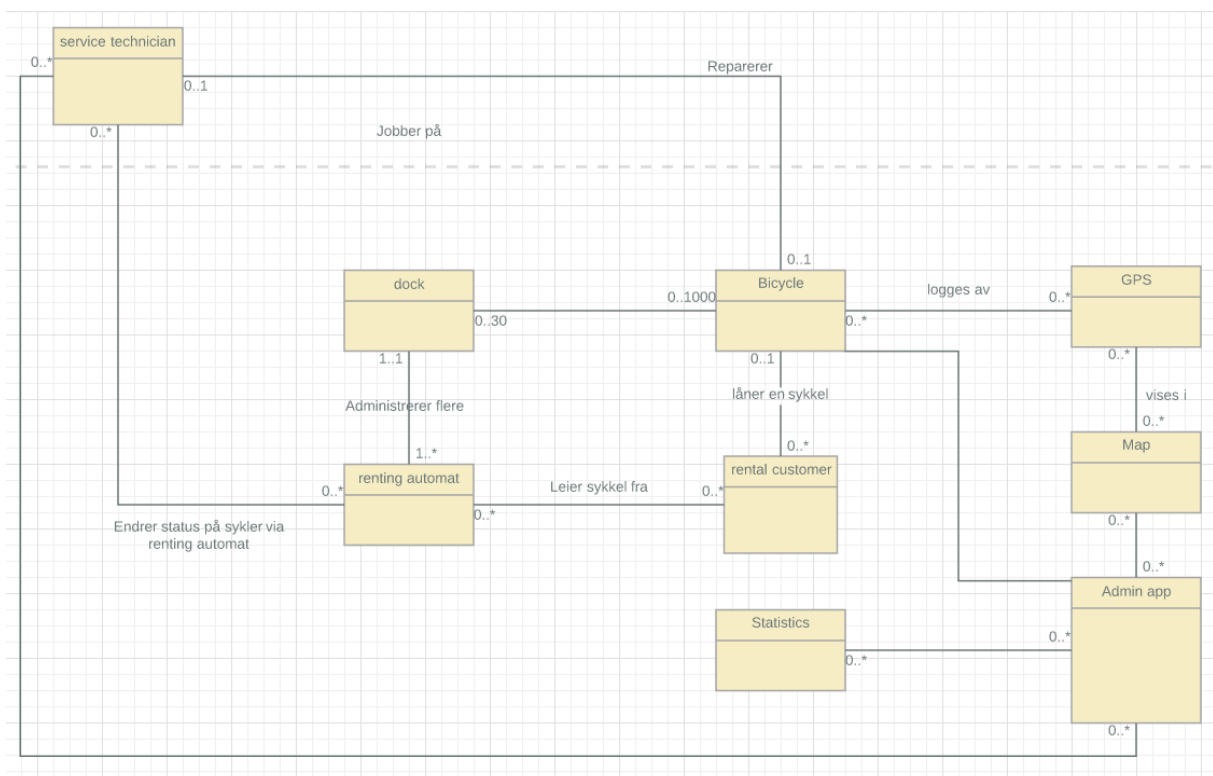 service technician
0..*
0..1
Reparerer
0..*
Jobber på
0..1
dock
Bicycle
GPS
0..1000
logges av
0..*
0..30
0..*
1..1
0..1
0..*
Administrerer flere
låner en sykkel
vises i
0..*
1..*
0..*
Map
renting automat
rental customer
0..*
Leier sykkel fra
0..*
0..*
Endrer status på sykler via
renting automat
0..*
0..*
Admin app
Statistics
0..*
0..*
0..*